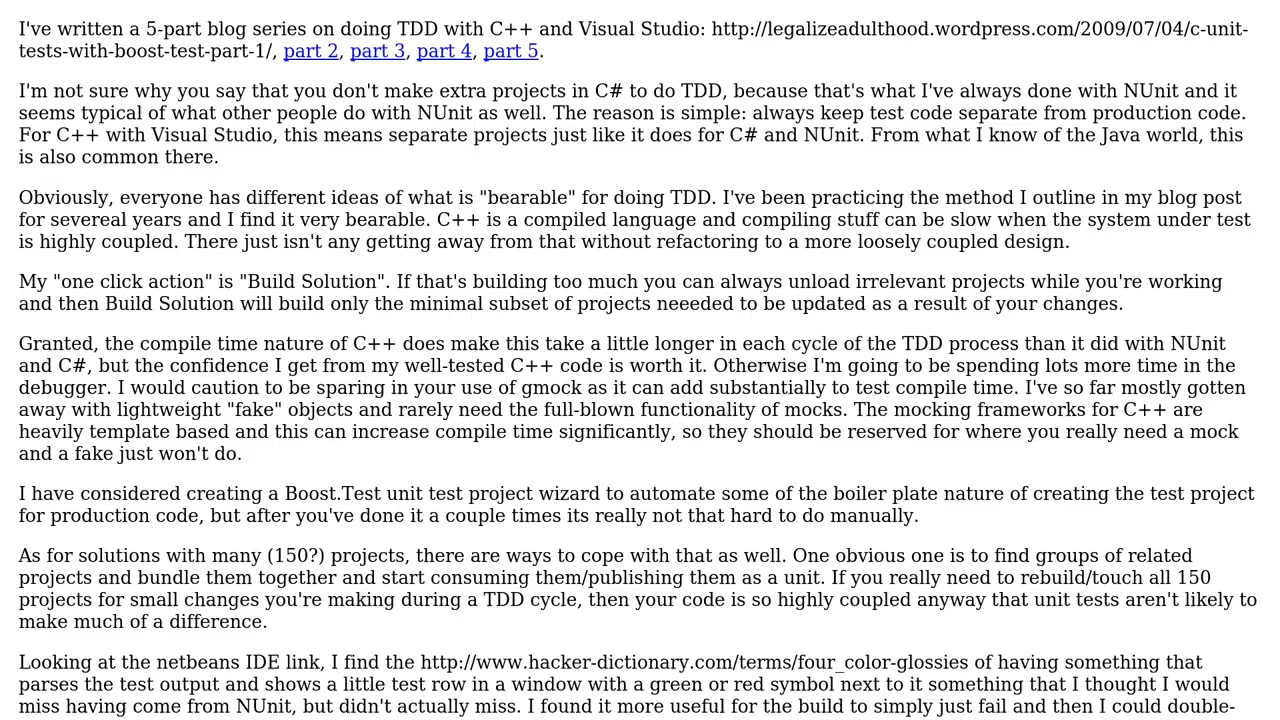 I've written a 5-part blog series on doing TDD with C++ and Visual Studio: http://legalizeadulthood.wordpress.com/2009/07/04/c-unit-
tests-with-boost-test-part-1/, part 2, part 3, part 4, part 5.
I'm not sure why you say that you don't make extra projects in C# to do TDD, because that's what I've always done with NUnit and it
seems typical of what other people do with NUnit as well. The reason is simple: always keep test code separate from production code.
For C++ with Visual Studio, this means separate projects just like it does for C# and NUnit. From what I know of the Java world, this
is also common there.
Obviously, everyone has different ideas of what is "bearable" for doing TDD. I've been practicing the method I outline in my blog post
for severeal years and I find it very bearable. C++ is a compiled language and compiling stuff can be slow when the system under test
is highly coupled. There just isn't any getting away from that without refactoring to a more loosely coupled design.
My "one click action" is "Build Solution". If that's building too much you can always unload irrelevant projects while you're working
and then Build Solution will build only the minimal subset of projects neeeded to be updated as a result of your changes.
Granted, the compile time nature of C++ does make this take a little longer in each cycle of the TDD process than it did with NUnit
and C#, but the confidence I get from my well-tested C++ code is worth it. Otherwise I'm going to be spending lots more time in the
debugger. I would caution to be sparing in your use of gmock as it can add substantially to test compile time. I've so far mostly gotten
away with lightweight "fake" objects and rarely need the full-blown functionality of mocks. The mocking frameworks for C++ are
heavily template based and this can increase compile time significantly, so they should be reserved for where you really need a mock
and a fake just won't do.
I have considered creating a Boost.Test unit test project wizard to automate some of the boiler plate nature of creating the test project
for production code, but after you've done it a couple times its really not that hard to do manually.
As for solutions with many (150?) projects, there are ways to cope with that as well. One obvious one is to find groups of related
projects and bundle them together and start consuming them/publishing them as a unit. If you really need to rebuild/touch all 150
projects for small changes you're making during a TDD cycle, then your code is so highly coupled anyway that unit tests aren't likely to
make much of a difference.
Looking at the netbeans IDE link, I find the http://www.hacker-dictionary.com/terms/four_color-glossies of having something that
parses the test output and shows a little test row in a window with a green or red symbol next to it something that I thought I would
miss having come from NUnit, but didn't actually miss. I found it more useful for the build to simply just fail and then I could double-